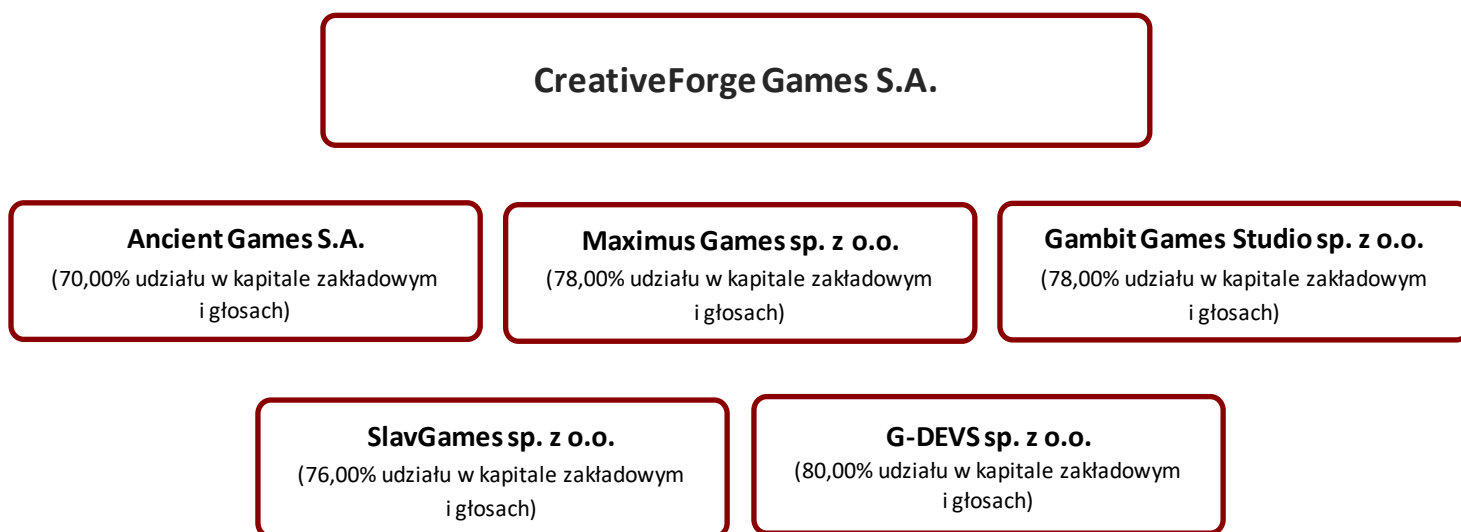 CreativeForge Games S.A.
Ancient Games S.A.
(70,00% udziału w kapitale zakładowym
i głosach)
Maximus Games sp. z o.o.
(78,00% udziału w kapitale zakładowym
i głosach)
Gambit Games Studio sp. z o.o.
(78,00% udziału w kapitale zakładowym
i głosach)
SlavGames sp. z o.o.
(76,00% udziału w kapitale zakładowym
i głosach)
G-DEVS sp. z o.o.
(80,00% udziału w kapitale zakładowym
i głosach)